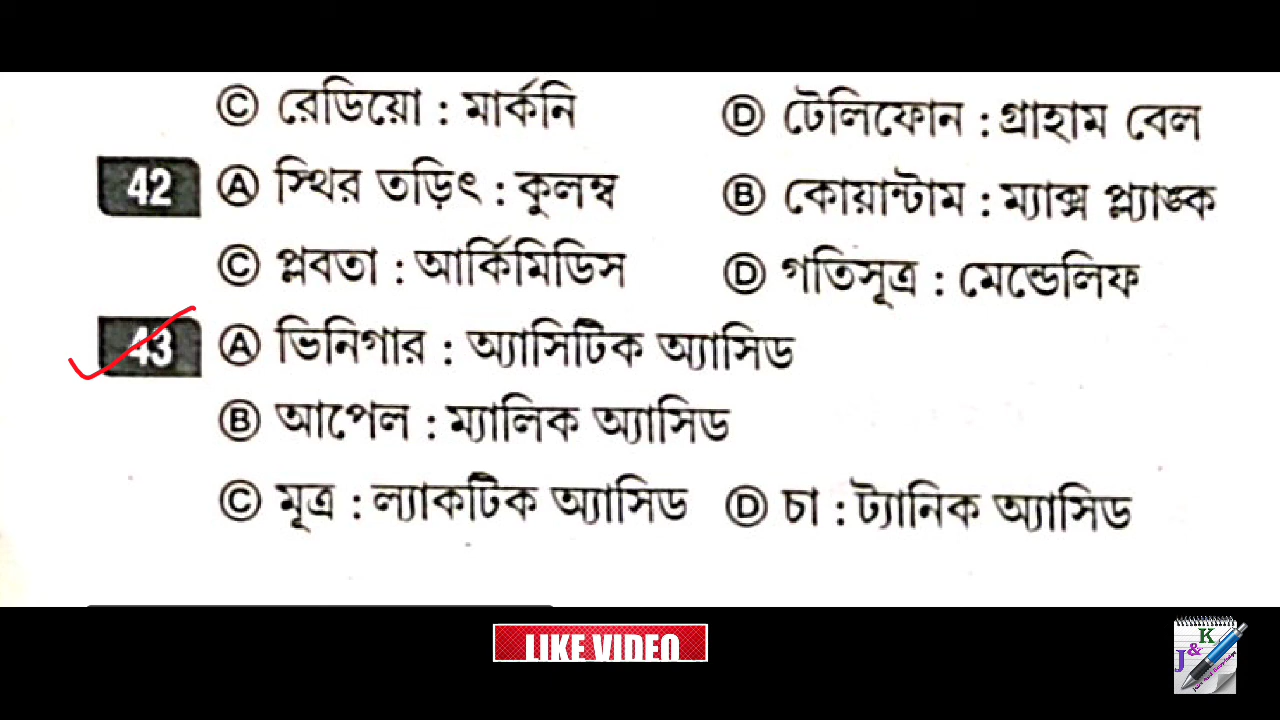 Ⓒ রেডিয়ো : মার্কনি Ⓓ টেলিফোন : গ্রাহাম বেল
42 Ⓐ স্থির তড়িৎ : কুলম্ব Ⓑ কোয়ান্টাম : ম্যাক্স প্ল্যাঙ্ক
Ⓒ প্লবতা : আর্কিমিডিস Ⓓ গতিসূত্র : মেন্ডেলিফ
43 Ⓐ ভিনিগার : অ্যাসিটিক অ্যাসিড
Ⓑ আপেল : ম্যালিক অ্যাসিড
Ⓒ মূত্র : ল্যাকটিক অ্যাসিড Ⓓ চা : ট্যানিক অ্যাসিড
LIKE VIDEO
J & K